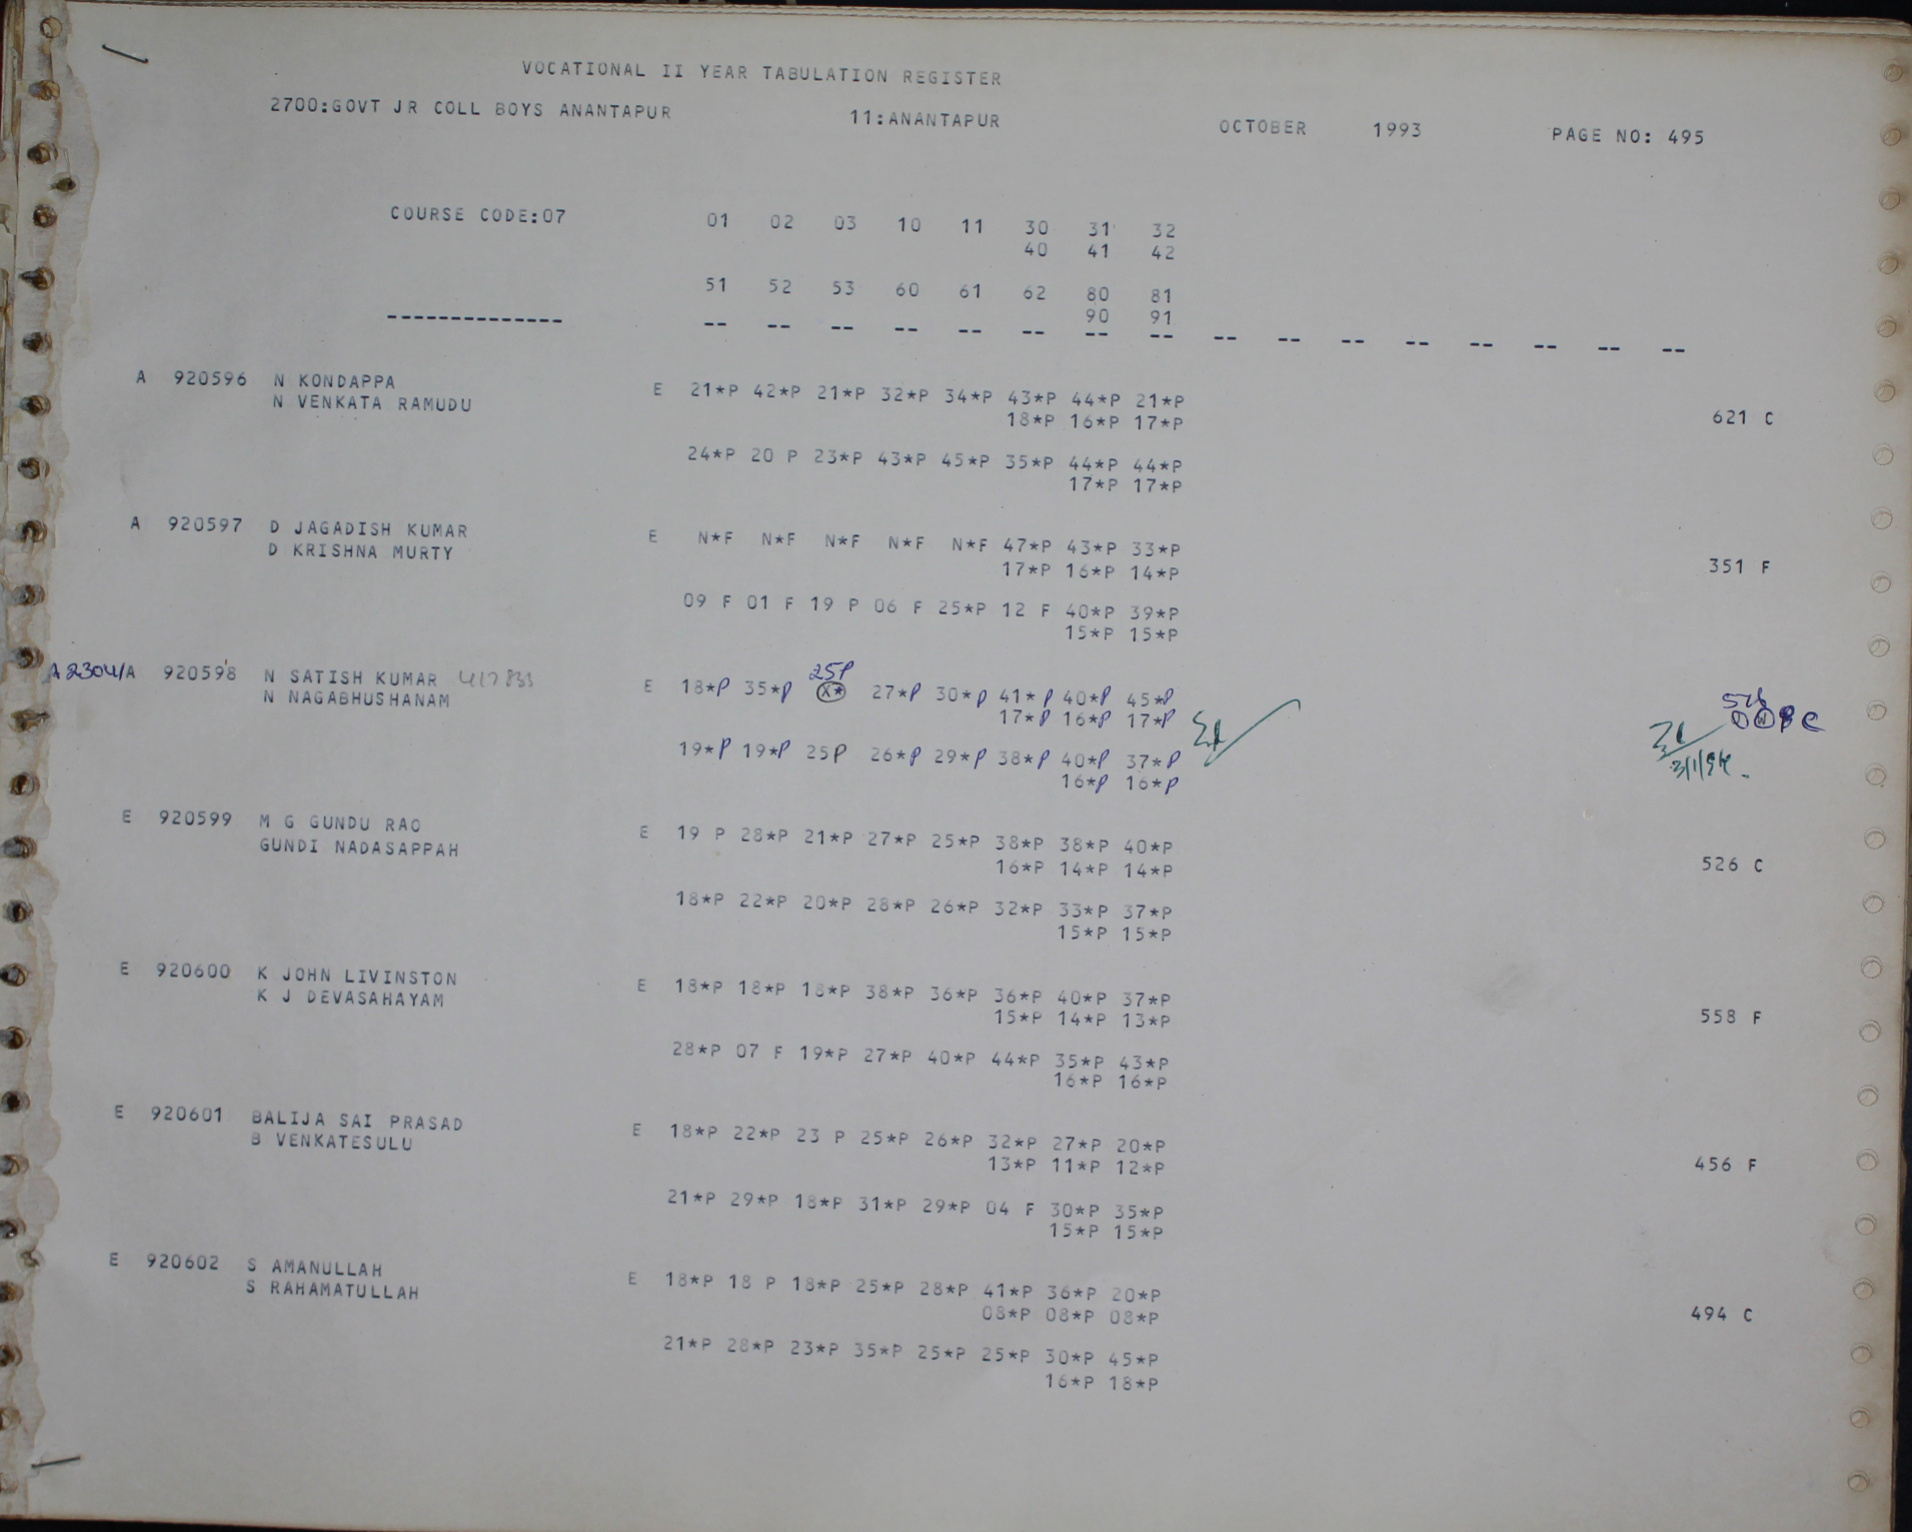 VOCATIONAL II YEAR TABULATION REGISTER
2700:GOVT JR COLL BOYS ANANTAPUR 11:ANANTAPUR OCTOBER 1993 PAGE NO: 495
COURSE CODE:07 01 02 03 10 11 30 31 32
40 41 42
51 52 53 60 61 62 80 81
90 91
-------------- -- -- -- -- -- -- -- -- -- -- -- -- -- -- -- --
A 920596 N KONDAPPA E 21*P 42*P 21*P 32*P 34*P 43*P 44*P 21*P
N VENKATA RAMUDU 18*P 16*P 17*P 621 C
24*P 20 P 23*P 43*P 45*P 35*P 44*P 44*P
17*P 17*P
A 920597 D JAGADISH KUMAR E N*F N*F N*F N*F N*F 47*P 43*P 33*P
D KRISHNA MURTY 17*P 16*P 14*P 351 F
09 F 01 F 19 P 06 F 25*P 12 F 40*P 39*P
15*P 15*P
25P
A2304/A 920598 N SATISH KUMAR 417833 E 18*P 35*P X* 27*P 30*P 41*P 40*P 45*P
N NAGABHUSHANAM 17*P 16*P 17*P C
19*P 19*P 25P 26*P 29*P 38*P 40*P 37*P
3/1/94.
16*P 16*P
E 920599 M G GUNDU RAO E 19 P 28*P 21*P 27*P 25*P 38*P 38*P 40*P
GUNDI NADASAPPAH 16*P 14*P 14*P 526 C
18*P 22*P 20*P 28*P 26*P 32*P 33*P 37*P
15*P 15*P
E 920600 K JOHN LIVINSTON E 18*P 18*P 18*P 38*P 36*P 36*P 40*P 37*P
K J DEVASAHAYAM 15*P 14*P 13*P 558 F
28*P 07 F 19*P 27*P 40*P 44*P 35*P 43*P
16*P 16*P
E 920601 BALIJA SAI PRASAD E 18*P 22*P 23 P 25*P 26*P 32*P 27*P 20*P
B VENKATESULU 13*P 11*P 12*P 456 F
21*P 29*P 18*P 31*P 29*P 04 F 30*P 35*P
15*P 15*P
E 920602 S AMANULLAH E 18*P 18 P 18*P 25*P 28*P 41*P 36*P 20*P
S RAHAMATULLAH 08*P 08*P 08*P 494 C
21*P 28*P 23*P 35*P 25*P 25*P 30*P 45*P
16*P 18*P